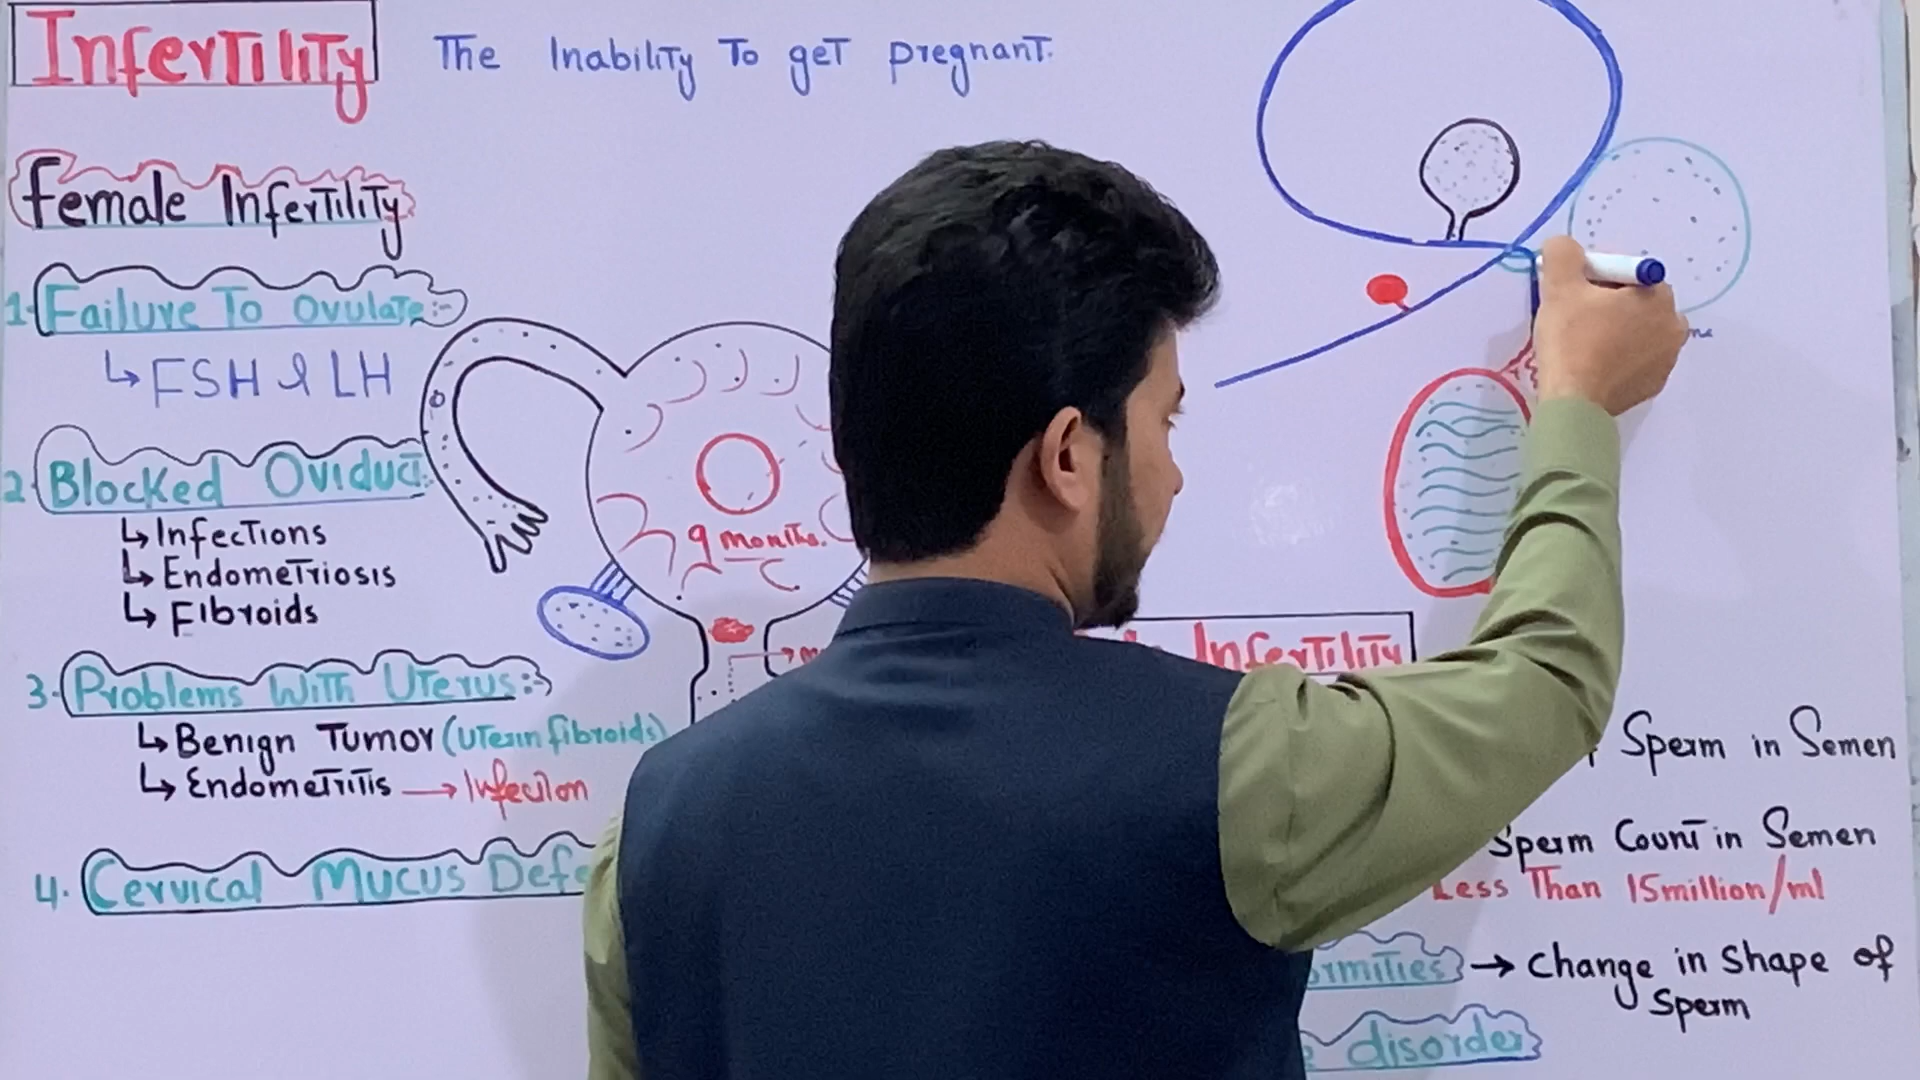 Infertility
The Inability To get pregnant.
Female Infertility
1. Failure To Ovulate:-
↳ FSH & LH
2. Blocked Oviduct:-
↳ Infections
↳ Endometriosis
↳ Fibroids
9 months.
3. Problems With Uterus:-
↳ Benign Tumor (Uterin fibroids)
↳ Endometritis → Infection
4. Cervical Mucus Defe
Infertility
Sperm in Semen
Sperm Count in Semen
Less Than 15million/ml
→ Change in Shape of
Sperm
disorder